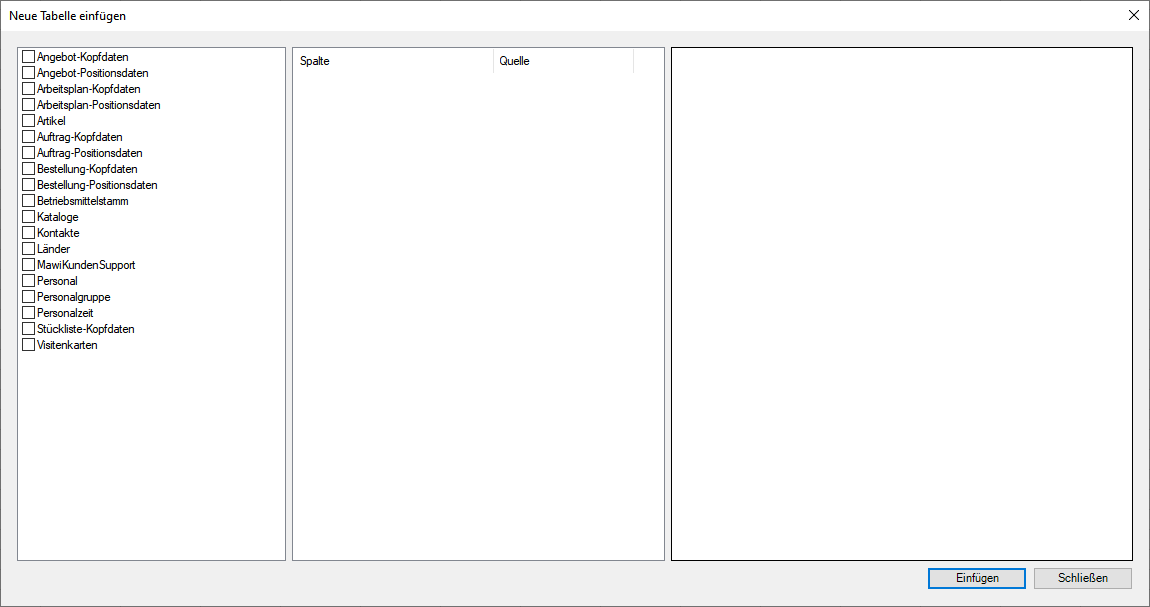 Neue Tabelle einfügen
Angebot-Kopfdaten
Angebot-Positionsdaten
Arbeitsplan-Kopfdaten
Arbeitsplan-Positionsdaten
Artikel
Auftrag-Kopfdaten
Auftrag-Positionsdaten
Bestellung-Kopfdaten
Bestellung-Positionsdaten
Betriebsmittelstamm
Kataloge
Kontakte
Länder
MawiKundenSupport
Personal
Personalgruppe
Personalzeit
Stückliste-Kopfdaten
Visitenkarten
Spalte Quelle
Einfügen Schließen